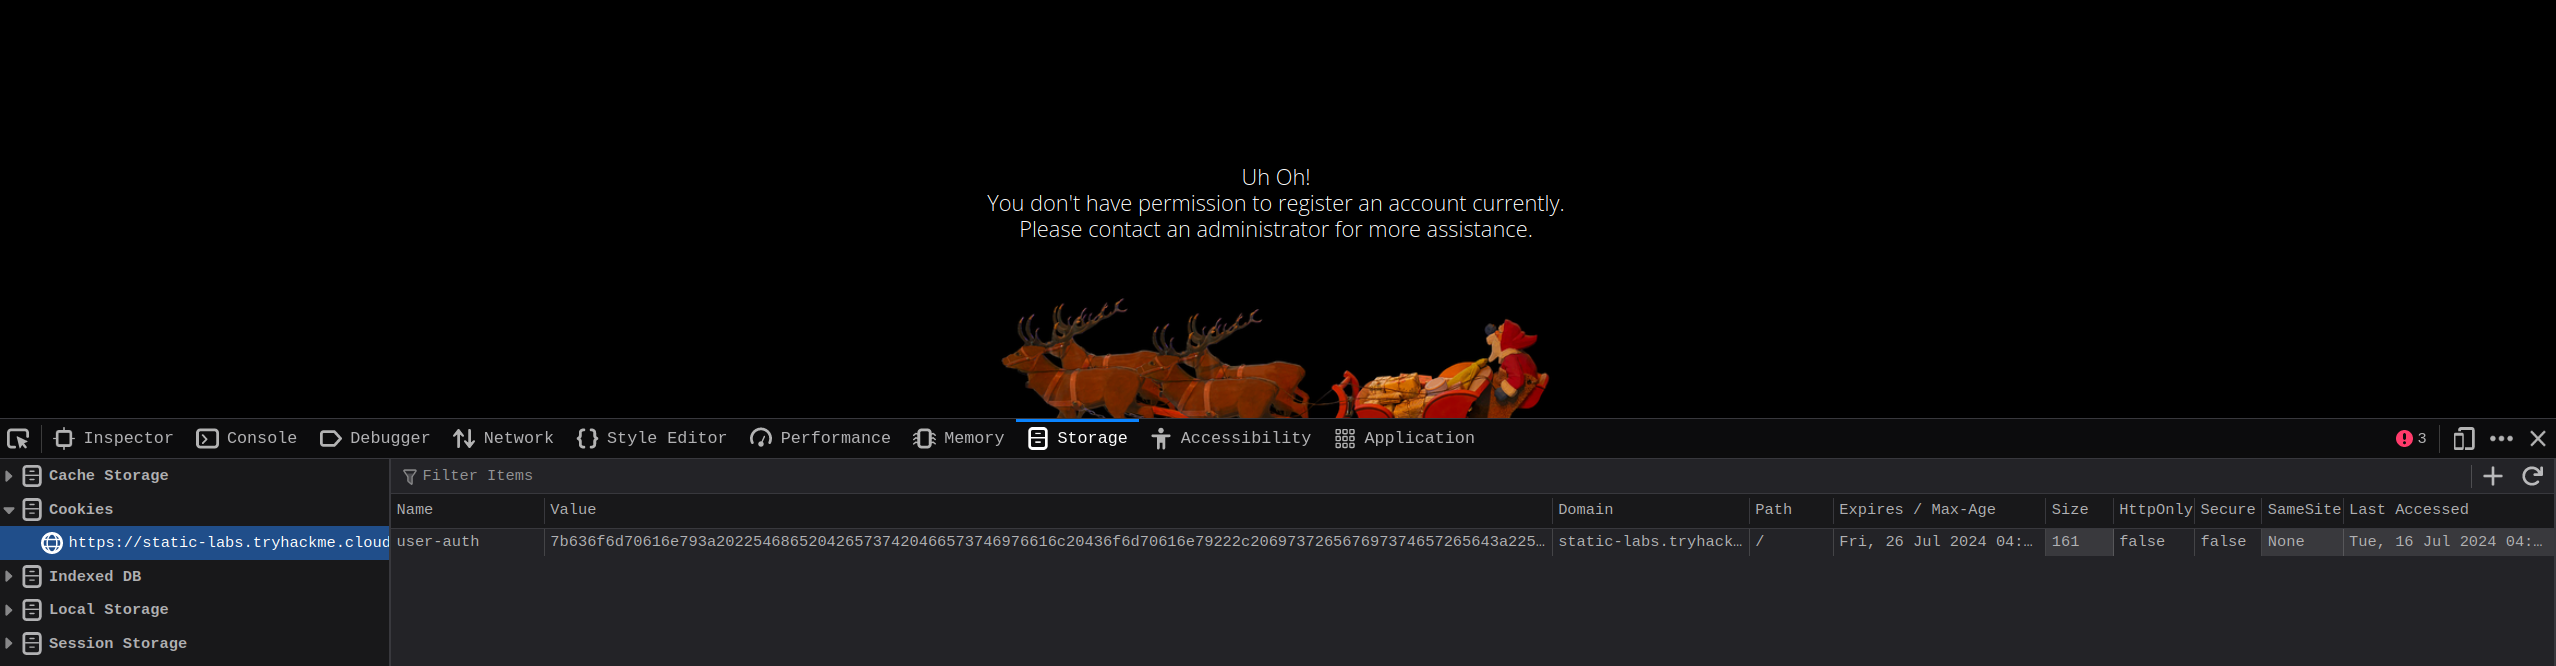 Uh Oh!
You don't have permission to register an account currently.
Please contact an administrator for more assistance.
Inspector Console Debugger Network Style Editor Performance Memory Storage Accessibility Application 3
Cache Storage
Filter Items
Cookies
Name Value Domain Path Expires / Max-Age Size HttpOnly Secure SameSite Last Accessed
https://static-labs.tryhackme.cloud
user-auth 7b636f6d70616e793a2022546865204265737420466573746976616c20436f6d70616e79222c206973726567697374657265643a225… static-labs.tryhack… / Fri, 26 Jul 2024 04:… 161 false false None Tue, 16 Jul 2024 04:…
Indexed DB
Local Storage
Session Storage